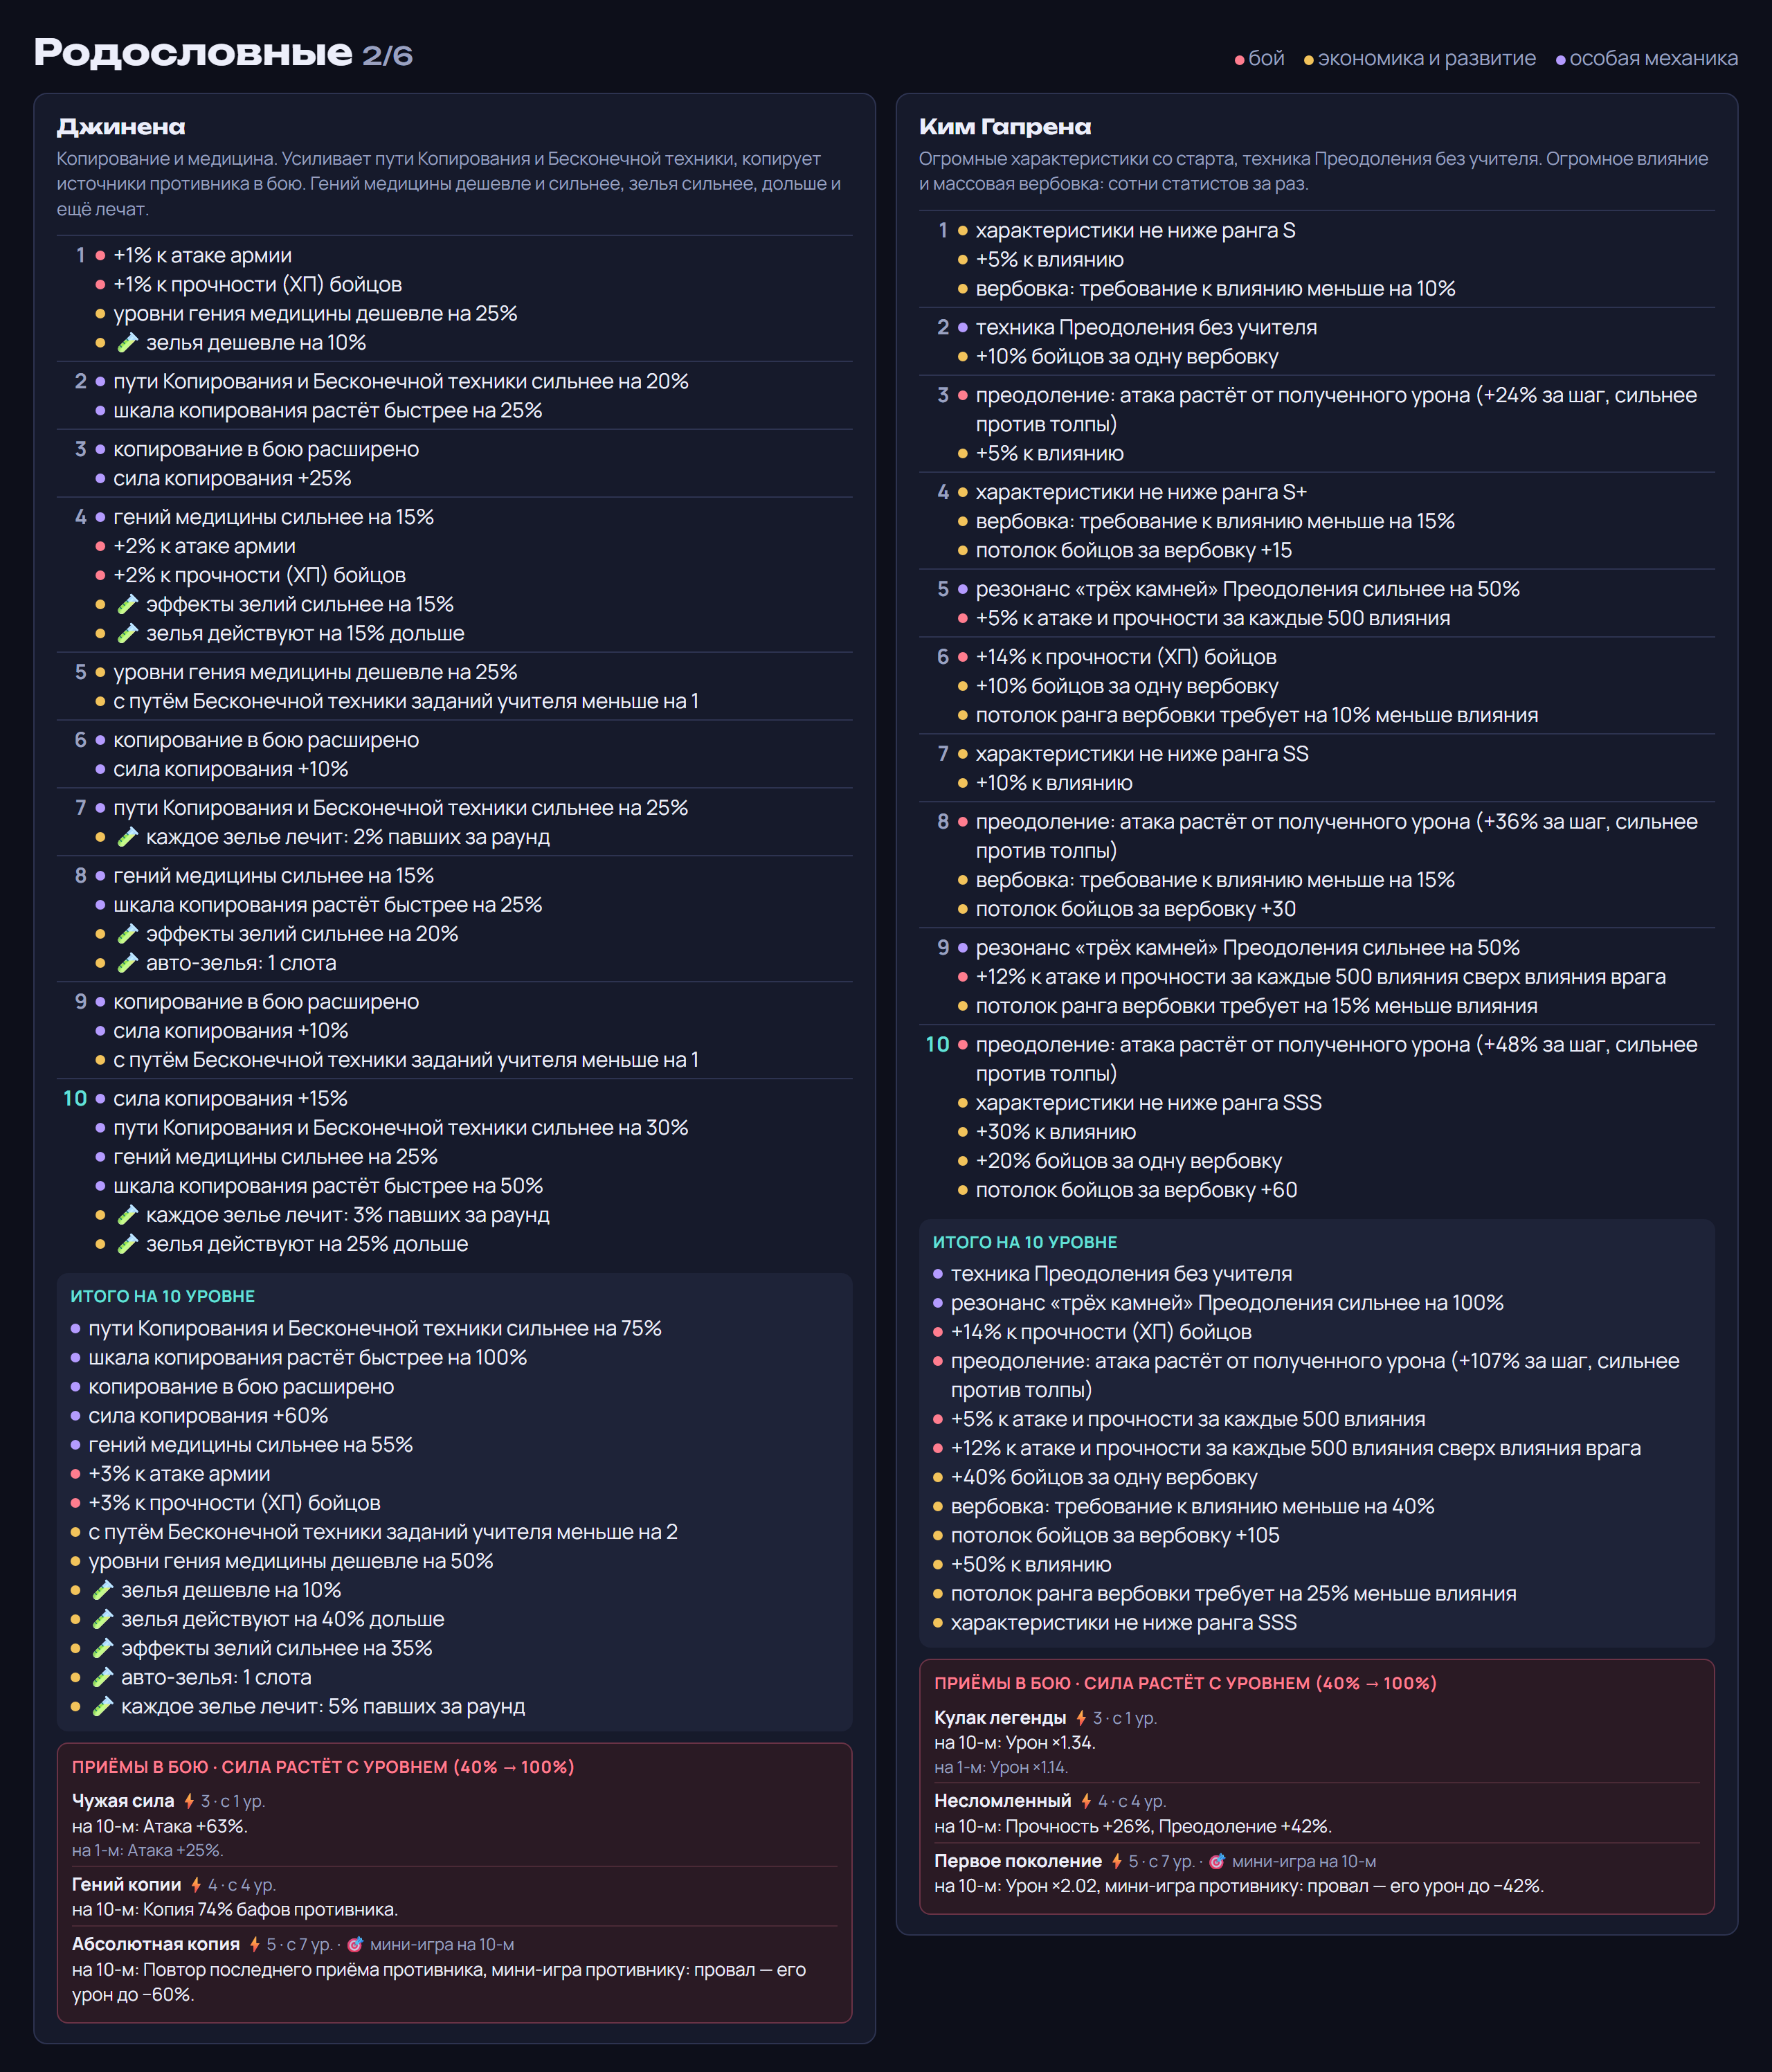 Родословные 2/6
бой экономика и развитие особая механика
Джинена
Копирование и медицина. Усиливает пути Копирования и Бесконечной техники, копирует
источники противника в бою. Гений медицины дешевле и сильнее, зелья сильнее, дольше и
ещё лечат.
1 +1% к атаке армии
+1% к прочности (ХП) бойцов
уровни гения медицины дешевле на 25%
зелья дешевле на 10%
2 пути Копирования и Бесконечной техники сильнее на 20%
шкала копирования растёт быстрее на 25%
3 копирование в бою расширено
сила копирования +25%
4 гений медицины сильнее на 15%
+2% к атаке армии
+2% к прочности (ХП) бойцов
эффекты зелий сильнее на 15%
зелья действуют на 15% дольше
5 уровни гения медицины дешевле на 25%
с путём Бесконечной техники заданий учителя меньше на 1
6 копирование в бою расширено
сила копирования +10%
7 пути Копирования и Бесконечной техники сильнее на 25%
каждое зелье лечит: 2% павших за раунд
8 гений медицины сильнее на 15%
шкала копирования растёт быстрее на 25%
эффекты зелий сильнее на 20%
авто-зелья: 1 слота
9 копирование в бою расширено
сила копирования +10%
с путём Бесконечной техники заданий учителя меньше на 1
10 сила копирования +15%
пути Копирования и Бесконечной техники сильнее на 30%
гений медицины сильнее на 25%
шкала копирования растёт быстрее на 50%
каждое зелье лечит: 3% павших за раунд
зелья действуют на 25% дольше
ИТОГО НА 10 УРОВНЕ
пути Копирования и Бесконечной техники сильнее на 75%
шкала копирования растёт быстрее на 100%
копирование в бою расширено
сила копирования +60%
гений медицины сильнее на 55%
+3% к атаке армии
+3% к прочности (ХП) бойцов
с путём Бесконечной техники заданий учителя меньше на 2
уровни гения медицины дешевле на 50%
зелья дешевле на 10%
зелья действуют на 40% дольше
эффекты зелий сильнее на 35%
авто-зелья: 1 слота
каждое зелье лечит: 5% павших за раунд
ПРИЁМЫ В БОЮ · СИЛА РАСТЁТ С УРОВНЕМ (40% → 100%)
Чужая сила ⚡ 3 · с 1 ур.
на 10-м: Атака +63%.
на 1-м: Атака +25%.
Гений копии ⚡ 4 · с 4 ур.
на 10-м: Копия 74% бафов противника.
Абсолютная копия ⚡ 5 · с 7 ур. · 🎯 мини-игра на 10-м
на 10-м: Повтор последнего приёма противника, мини-игра противнику: провал — его
урон до −60%.
Ким Гапрена
Огромные характеристики со старта, техника Преодоления без учителя. Огромное влияние
и массовая вербовка: сотни статистов за раз.
1 характеристики не ниже ранга S
+5% к влиянию
вербовка: требование к влиянию меньше на 10%
2 техника Преодоления без учителя
+10% бойцов за одну вербовку
3 преодоление: атака растёт от полученного урона (+24% за шаг, сильнее
против толпы)
+5% к влиянию
4 характеристики не ниже ранга S+
вербовка: требование к влиянию меньше на 15%
потолок бойцов за вербовку +15
5 резонанс «трёх камней» Преодоления сильнее на 50%
+5% к атаке и прочности за каждые 500 влияния
6 +14% к прочности (ХП) бойцов
+10% бойцов за одну вербовку
потолок ранга вербовки требует на 10% меньше влияния
7 характеристики не ниже ранга SS
+10% к влиянию
8 преодоление: атака растёт от полученного урона (+36% за шаг, сильнее
против толпы)
вербовка: требование к влиянию меньше на 15%
потолок бойцов за вербовку +30
9 резонанс «трёх камней» Преодоления сильнее на 50%
+12% к атаке и прочности за каждые 500 влияния сверх влияния врага
потолок ранга вербовки требует на 15% меньше влияния
10 преодоление: атака растёт от полученного урона (+48% за шаг, сильнее
против толпы)
характеристики не ниже ранга SSS
+30% к влиянию
+20% бойцов за одну вербовку
потолок бойцов за вербовку +60
ИТОГО НА 10 УРОВНЕ
техника Преодоления без учителя
резонанс «трёх камней» Преодоления сильнее на 100%
+14% к прочности (ХП) бойцов
преодоление: атака растёт от полученного урона (+107% за шаг, сильнее
против толпы)
+5% к атаке и прочности за каждые 500 влияния
+12% к атаке и прочности за каждые 500 влияния сверх влияния врага
+40% бойцов за одну вербовку
вербовка: требование к влиянию меньше на 40%
потолок бойцов за вербовку +105
+50% к влиянию
потолок ранга вербовки требует на 25% меньше влияния
характеристики не ниже ранга SSS
ПРИЁМЫ В БОЮ · СИЛА РАСТЁТ С УРОВНЕМ (40% → 100%)
Кулак легенды ⚡ 3 · с 1 ур.
на 10-м: Урон ×1.34.
на 1-м: Урон ×1.14.
Несломленный ⚡ 4 · с 4 ур.
на 10-м: Прочность +26%, Преодоление +42%.
Первое поколение ⚡ 5 · с 7 ур. · 🎯 мини-игра на 10-м
на 10-м: Урон ×2.02, мини-игра противнику: провал — его урон до −42%.